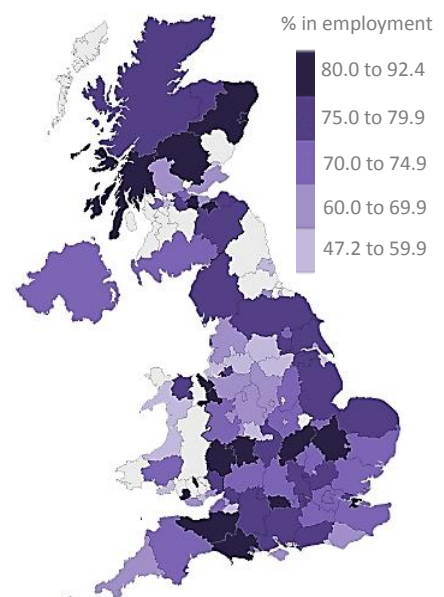 % in employment
80.0 to 92.4
75.0 to 79.9
70.0 to 74.9
60.0 to 69.9
47.2 to 59.9